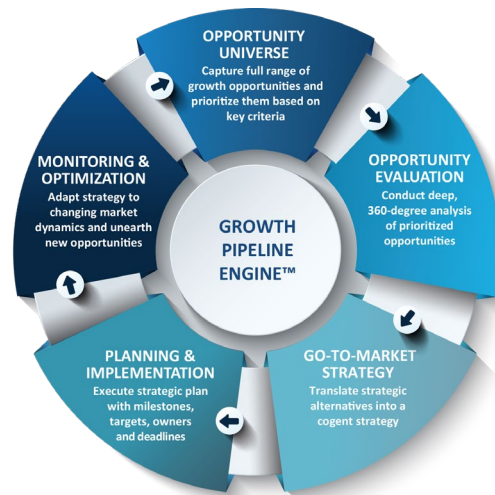 OPPORTUNITY
UNIVERSE
Capture full range of
growth opportunities and
prioritize them based on
key criteria
OPPORTUNITY
EVALUATION
Conduct deep,
360-degree analysis
of prioritized
opportunities
GO-TO-MARKET
STRATEGY
Translate strategic
alternatives into a
cogent strategy
PLANNING &
IMPLEMENTATION
Execute strategic plan
with milestones,
targets, owners
and deadlines
MONITORING &
OPTIMIZATION
Adapt strategy to
changing market
dynamics and unearth
new opportunities
GROWTH
PIPELINE
ENGINE™